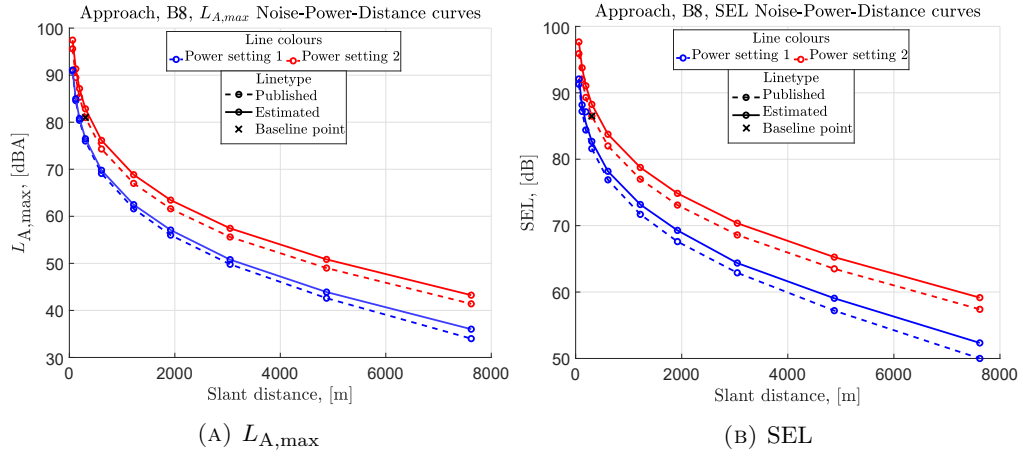 Approach, B8, L_{A,max} Noise-Power-Distance curves
Line colours
Power setting 1 Power setting 2
Linetype
Published
Estimated
Baseline point
100
90
80
70
60
50
40
30
L_{A,max}, [dBA]
0 2000 4000 6000 8000
Slant distance, [m]
(A) L_{A,max}
Approach, B8, SEL Noise-Power-Distance curves
Line colours
Power setting 1 Power setting 2
Linetype
Published
Estimated
Baseline point
100
90
80
70
60
50
SEL, [dB]
0 2000 4000 6000 8000
Slant distance, [m]
(B) SEL